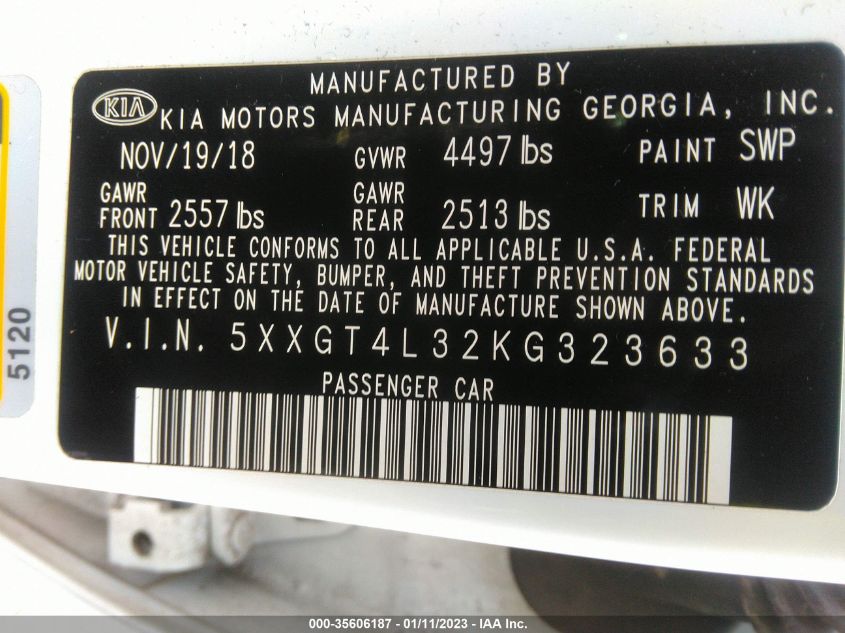 MANUFACTURED BY
KIA KIA MOTORS MANUFACTURING GEORGIA, INC.
NOV/19/18 GVWR 4497 lbs PAINT SWP
GAWR FRONT 2557 lbs GAWR REAR 2513 lbs TRIM WK
THIS VEHICLE CONFORMS TO ALL APPLICABLE U.S.A. FEDERAL
MOTOR VEHICLE SAFETY, BUMPER, AND THEFT PREVENTION STANDARDS
IN EFFECT ON THE DATE OF MANUFACTURE SHOWN ABOVE.
V.I.N. 5XXGT4L32KG323633
PASSENGER CAR
5120
000-35606187 - 01/11/2023 - IAA Inc.